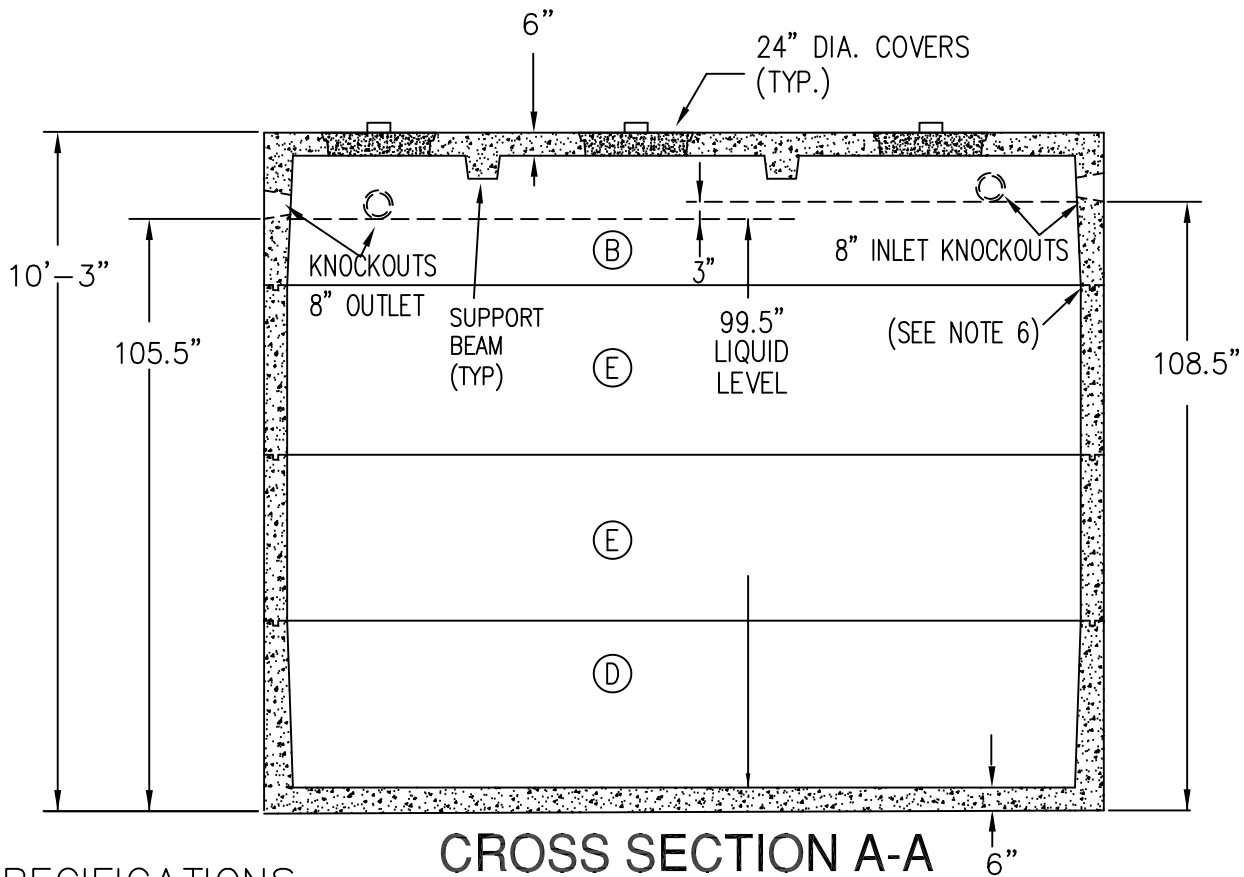 6”
24” DIA. COVERS
(TYP.)
10’-3”
105.5”
KNOCKOUTS
8” OUTLET
SUPPORT
BEAM
(TYP)
B
3”
8” INLET KNOCKOUTS
99.5”
LIQUID
LEVEL
(SEE NOTE 6)
108.5”
E
E
D
CROSS SECTION A-A
6”
PECIFICATIONS